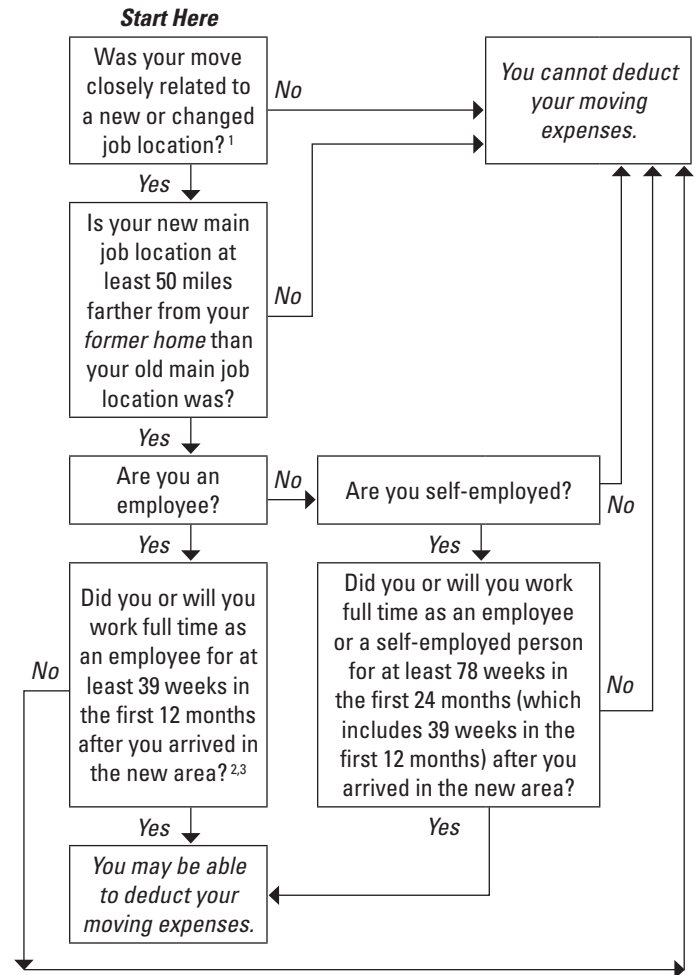 Start Here
Was your move
closely related to
a new or changed
job location? 1
No
You cannot deduct
your moving
expenses.
Yes
Is your new main
job location at
least 50 miles
farther from your
former home than
your old main job
location was?
No
Yes
Are you an
employee?
No
Are you self-employed?
No
Yes
Yes
Did you or will you
work full time as
an employee for at
least 39 weeks in
the first 12 months
after you arrived in
the new area? 2,3
No
Did you or will you work
full time as an employee
or a self-employed person
for at least 78 weeks in
the first 24 months (which
includes 39 weeks in the
first 12 months) after you
arrived in the new area?
No
Yes
Yes
You may be able
to deduct your
moving expenses.